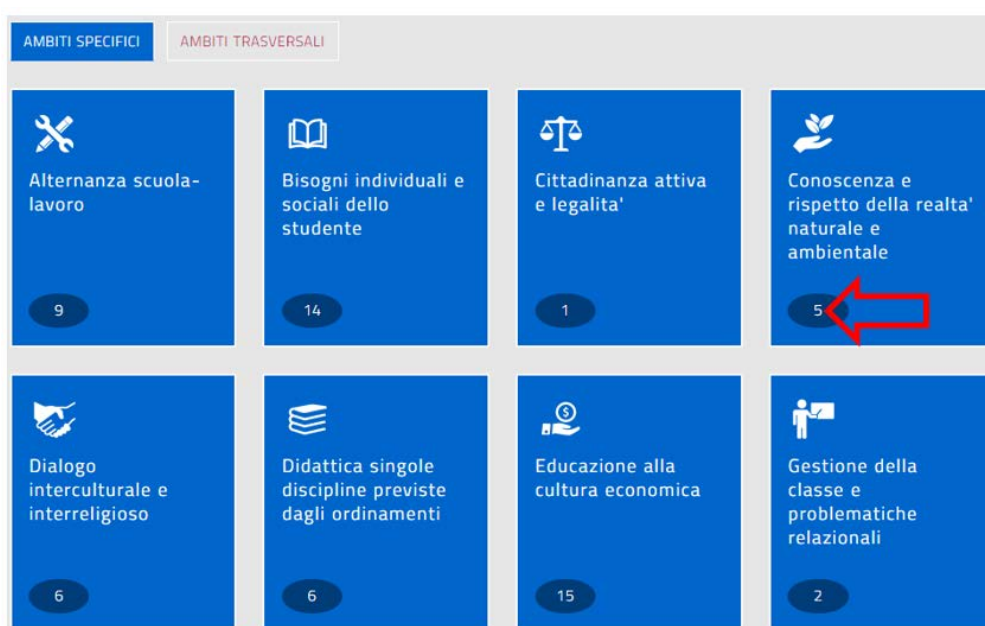 AMBITI SPECIFICI
AMBITI TRASVERSALI
Alternanza scuola-
lavoro
9
Bisogni individuali e
sociali dello
studente
14
Cittadinanza attiva
e legalita'
1
Conoscenza e
rispetto della realta'
naturale e
ambientale
5
Dialogo
interculturale e
interreligioso
6
Didattica singole
discipline previste
dagli ordinamenti
6
Educazione alla
cultura economica
15
Gestione della
classe e
problematiche
relazionali
2